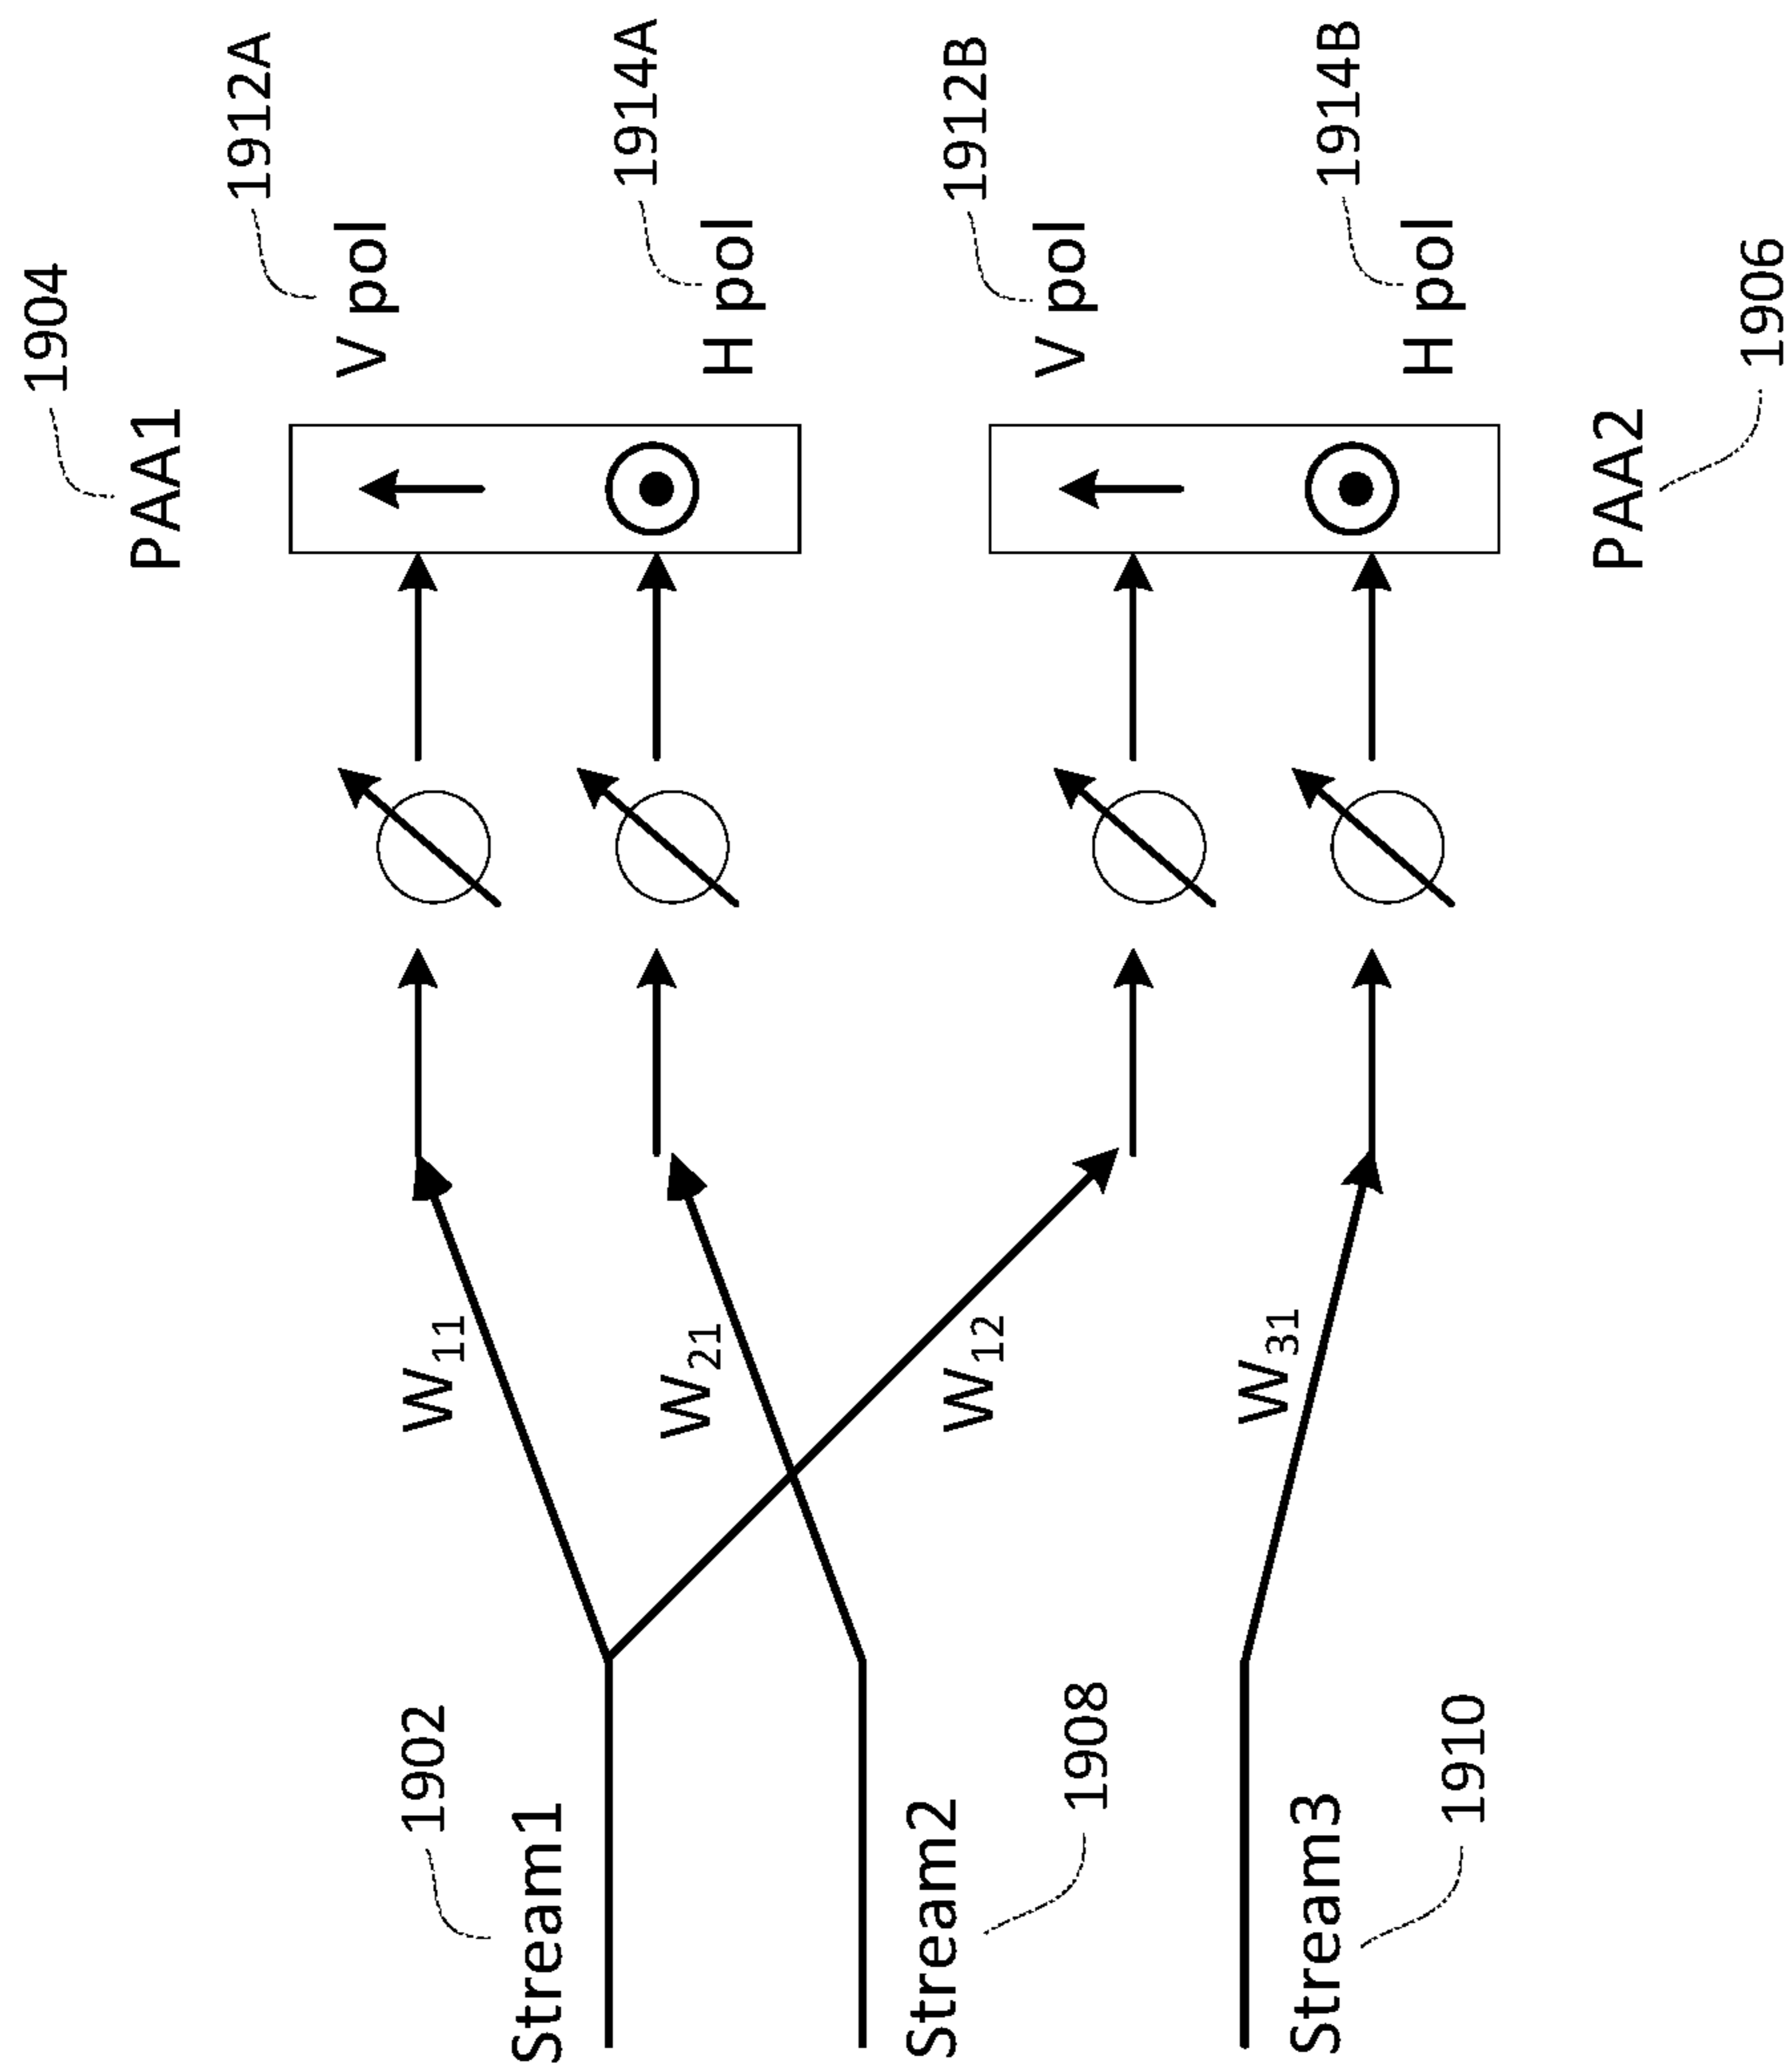 1904
PAA1
1912A
V pol
1914A
H pol
1912B
V pol
1914B
H pol
PAA2
1906
W11
W21
W12
W31
1902
Stream1
Stream2
1908
Stream3
1910